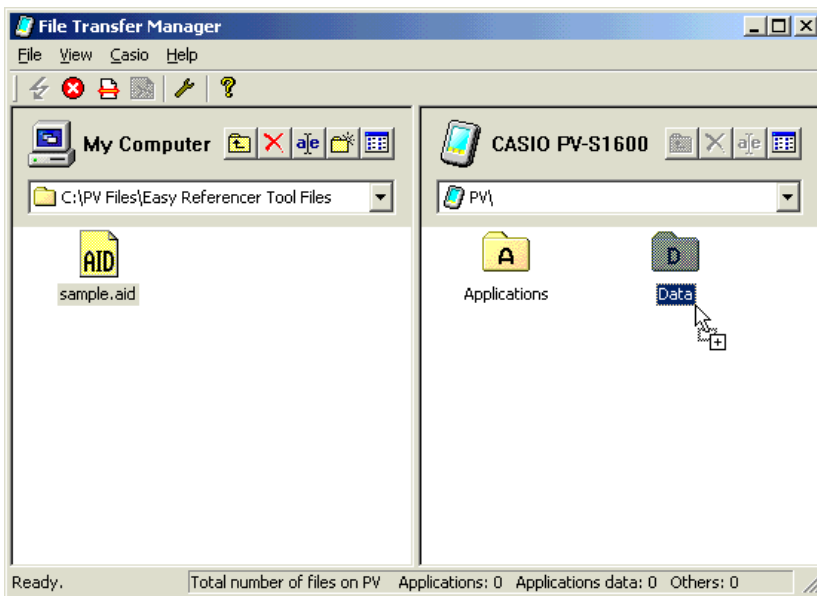 File Transfer Manager
File View Casio Help
My Computer
aĮe
C:\PV Files\Easy Referencer Tool Files
AID
sample.aid
CASIO PV-S1600
aĮe
PV\
A
Applications
D
Data
Ready.
Total number of files on PV Applications: 0 Applications data: 0 Others: 0